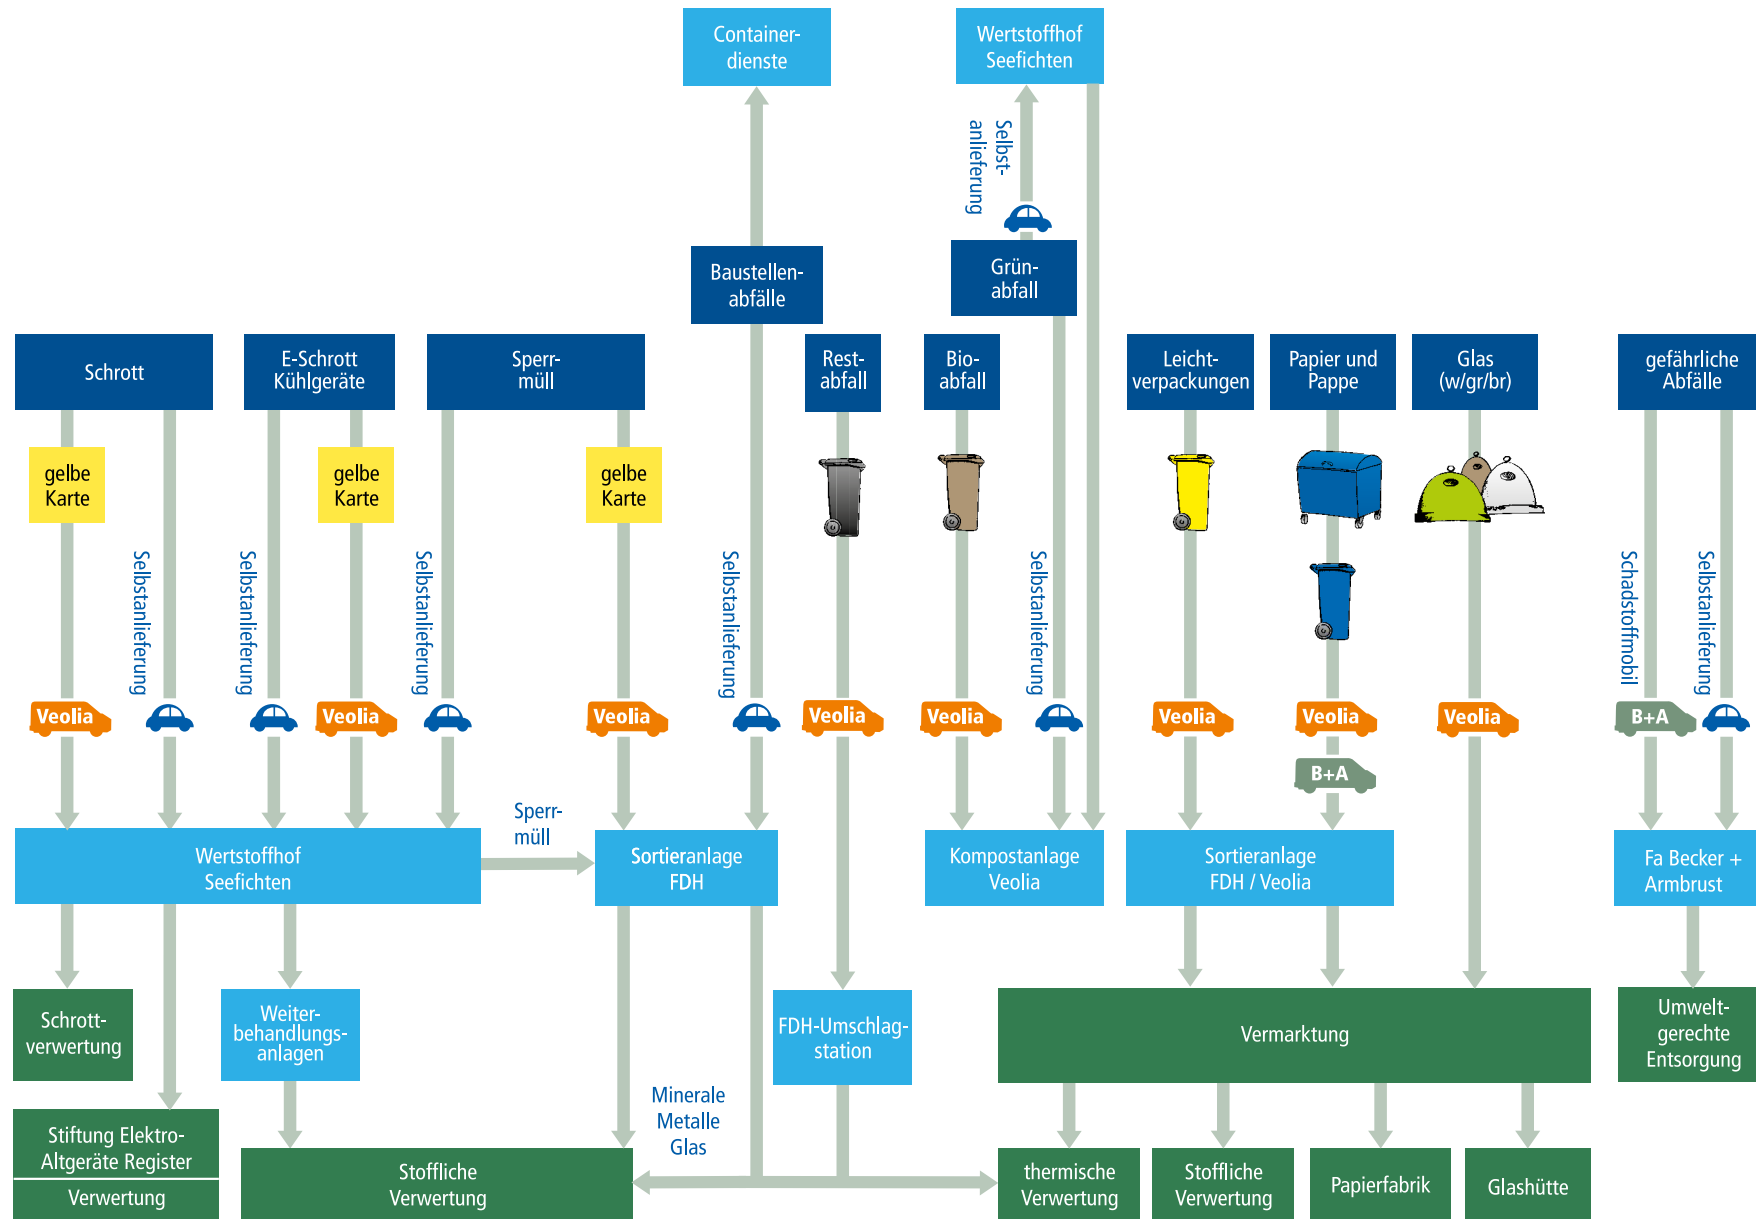 Container-
dienste
Wertstoffhof
Seefichten
Selbst-
anlieferung
Baustellen-
abfälle
Grün-
abfall
Schrott
E-Schrott
Kühlgeräte
Sperr-
müll
Rest-
abfall
Bio-
abfall
Leicht-
verpackungen
Papier und
Pappe
Glas
(w/gr/br)
gefährliche
Abfälle
gelbe
Karte
gelbe
Karte
gelbe
Karte
Selbstanlieferung
Selbstanlieferung
Selbstanlieferung
Selbstanlieferung
Selbstanlieferung
Schadstoffmobil
Selbstanlieferung
Veolia
Veolia
Veolia
Veolia
Veolia
Veolia
Veolia
Veolia
B+A
B+A
Sperr-
müll
Wertstoffhof
Seefichten
Sortieranlage
FDH
Kompostanlage
Veolia
Sortieranlage
FDH / Veolia
Fa Becker +
Armbrust
Schrott-
verwertung
Weiter-
behandlungs-
anlagen
FDH-Umschlag-
station
Vermarktung
Umwelt-
gerechte
Entsorgung
Minerale
Metalle
Glas
Stiftung Elektro-
Altgeräte Register
Verwertung
Stoffliche
Verwertung
thermische
Verwertung
Stoffliche
Verwertung
Papierfabrik
Glashütte